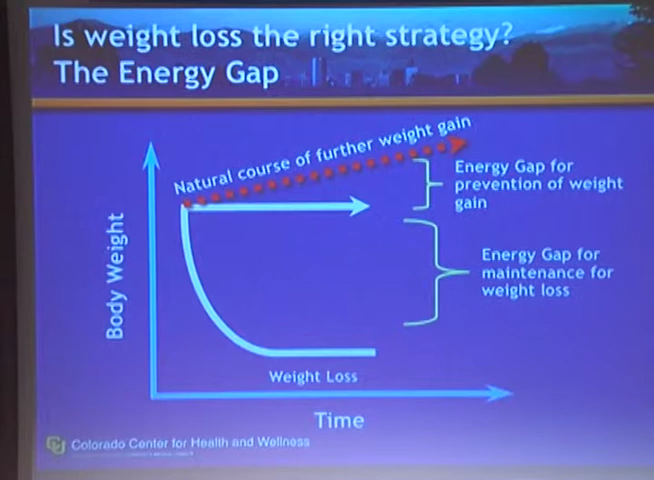 Is weight loss the right strategy?
The Energy Gap
Natural course of further weight gain
Energy Gap for
prevention of weight
gain
Energy Gap for
maintenance for
weight loss
Body Weight
Weight Loss
Time
Colorado Center for Health and Wellness